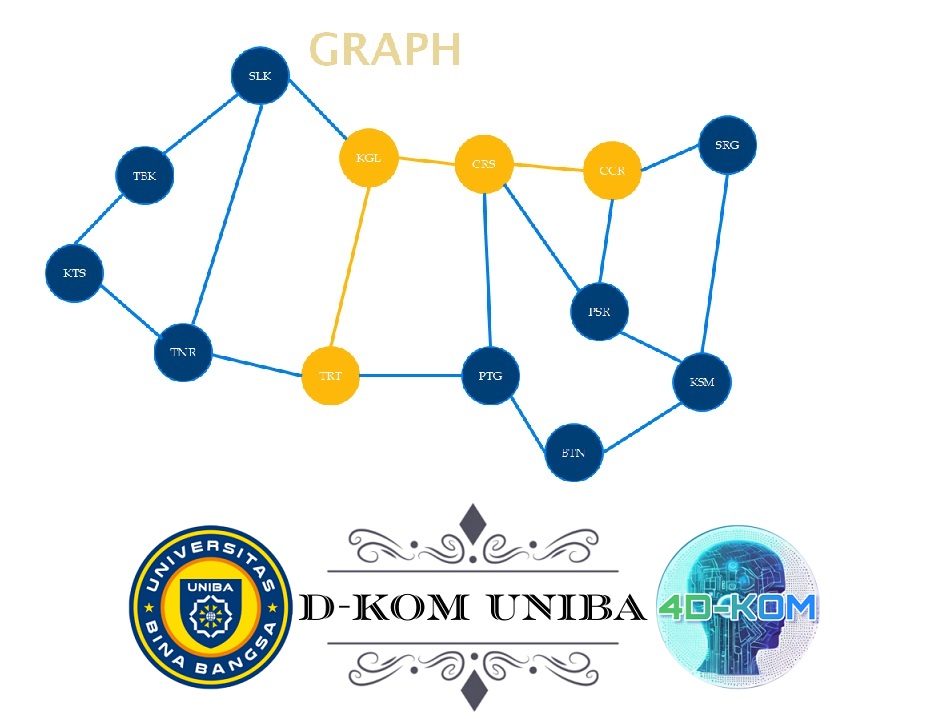 GRAPH
SLK
KGL
CRS
CCR
SRG
TBK
KTS
PSR
TNR
TRT
PTG
KSM
BTN
UNIVERSITAS
UNIBA
BINA BANGSA
D-KOM UNIBA
4D-KOM